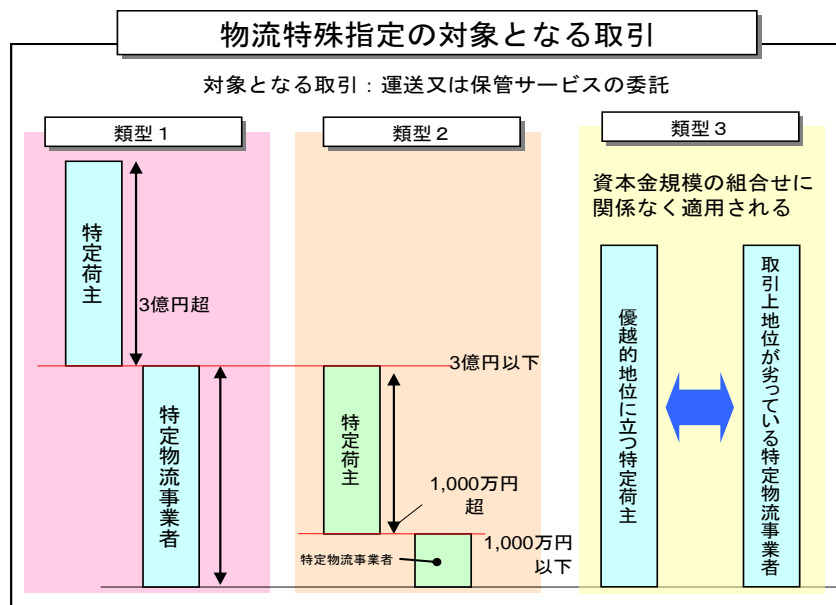 物流特殊指定の対象となる取引
対象となる取引：運送又は保管サービスの委託
類型１
特定荷主
3億円超
特定物流事業者
類型２
3億円以下
特定荷主
1,000万円
超
特定物流事業者
1,000万円
以下
類型３
資本金規模の組合せに
関係なく適用される
優越的地位に立つ特定荷主
取引上地位が劣っている特定物流事業者